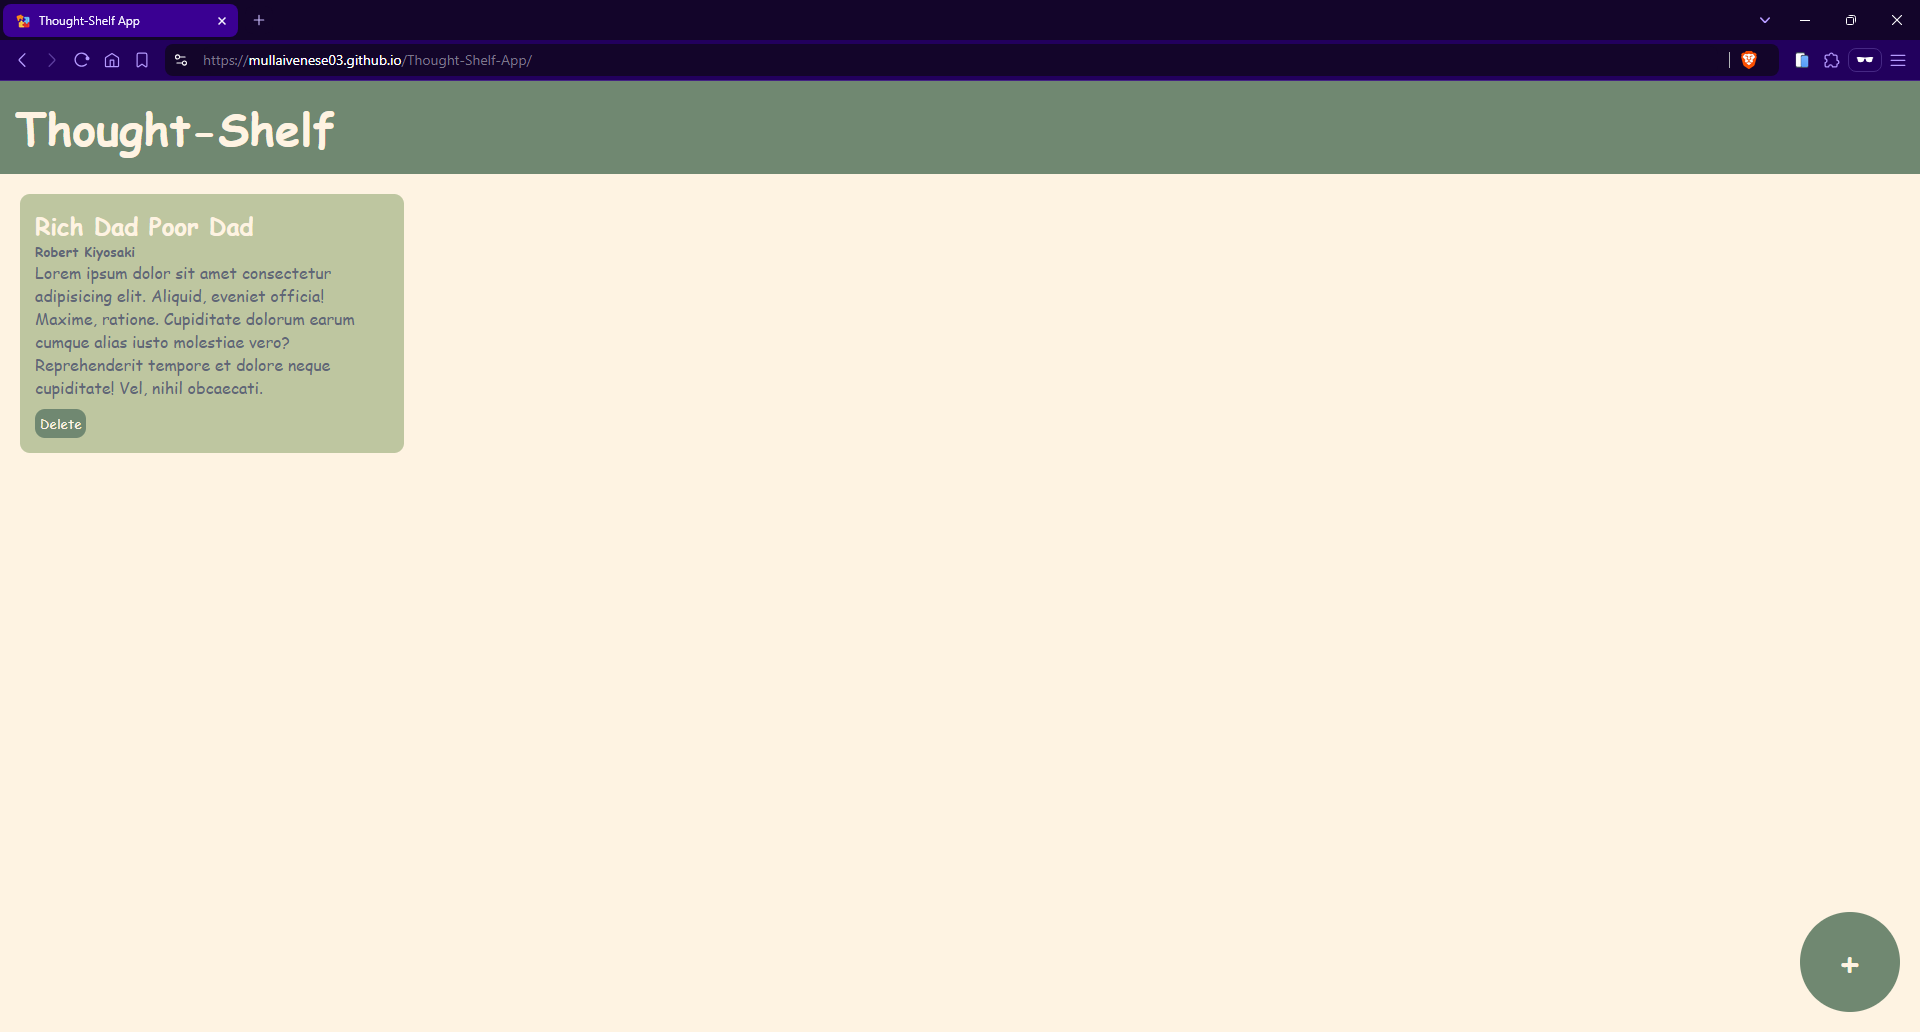 Thought-Shelf App
https://mullaivenese03.github.io/Thought-Shelf-App/
Thought-Shelf
Rich Dad Poor Dad
Robert Kiyosaki
Lorem ipsum dolor sit amet consectetur
adipisicing elit. Aliquid, eveniet officia!
Maxime, ratione. Cupiditate dolorum earum
cumque alias iusto molestiae vero?
Reprehenderit tempore et dolore neque
cupiditate! Vel, nihil obcaecati.
Delete
+